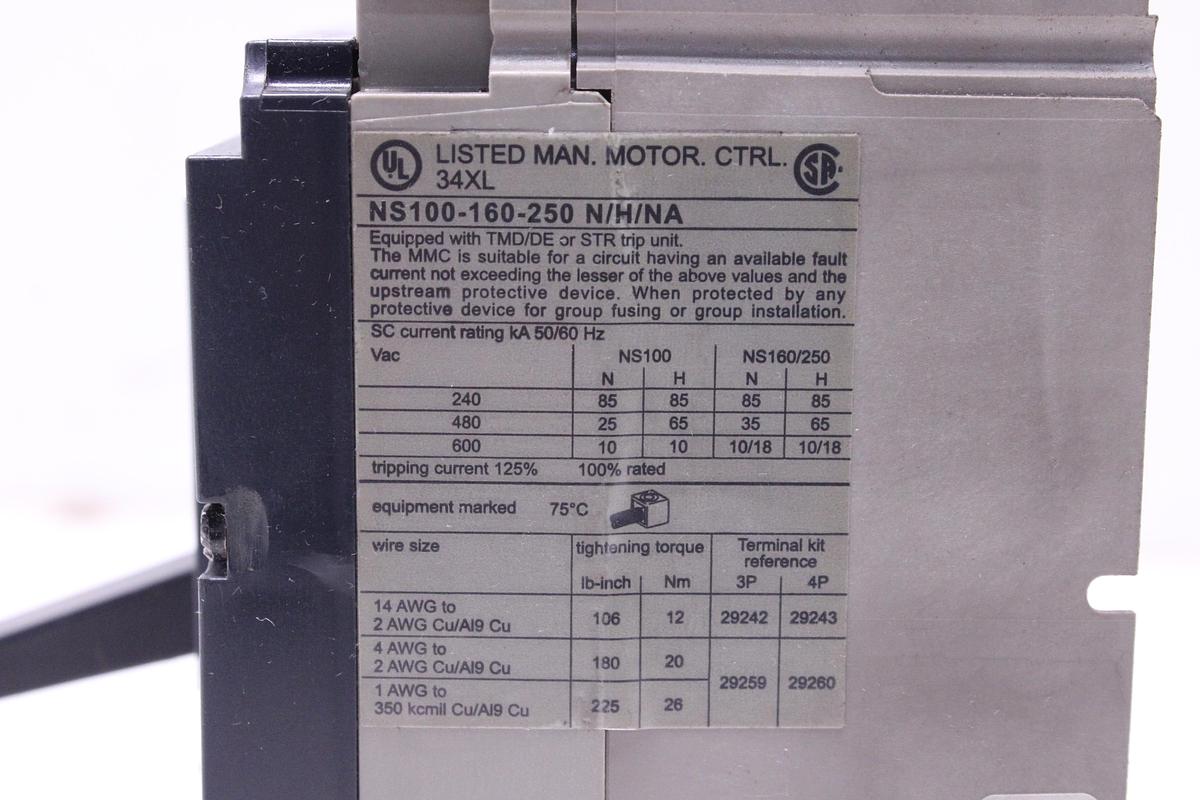 UL LISTED MAN. MOTOR. CTRL. SA
34XL
NS100-160-250 N/H/NA
Equipped with TMD/DE or STR trip unit.
The MMC is suitable for a circuit having an available fault
current not exceeding the lesser of the above values and the
upstream protective device. When protected by any
protective device for group fusing or group installation.
SC current rating kA 50/60 Hz
Vac NS100 NS160/250
N H N H
240 85 85 85 85
480 25 65 35 65
600 10 10 10/18 10/18
tripping current 125% 100% rated
equipment marked 75°C
wire size tightening torque Terminal kit
reference
lb-inch Nm 3P 4P
14 AWG to
2 AWG Cu/Al9 Cu 106 12 29242 29243
4 AWG to
2 AWG Cu/Al9 Cu 180 20
29259 29260
1 AWG to
350 kcmil Cu/Al9 Cu 225 26